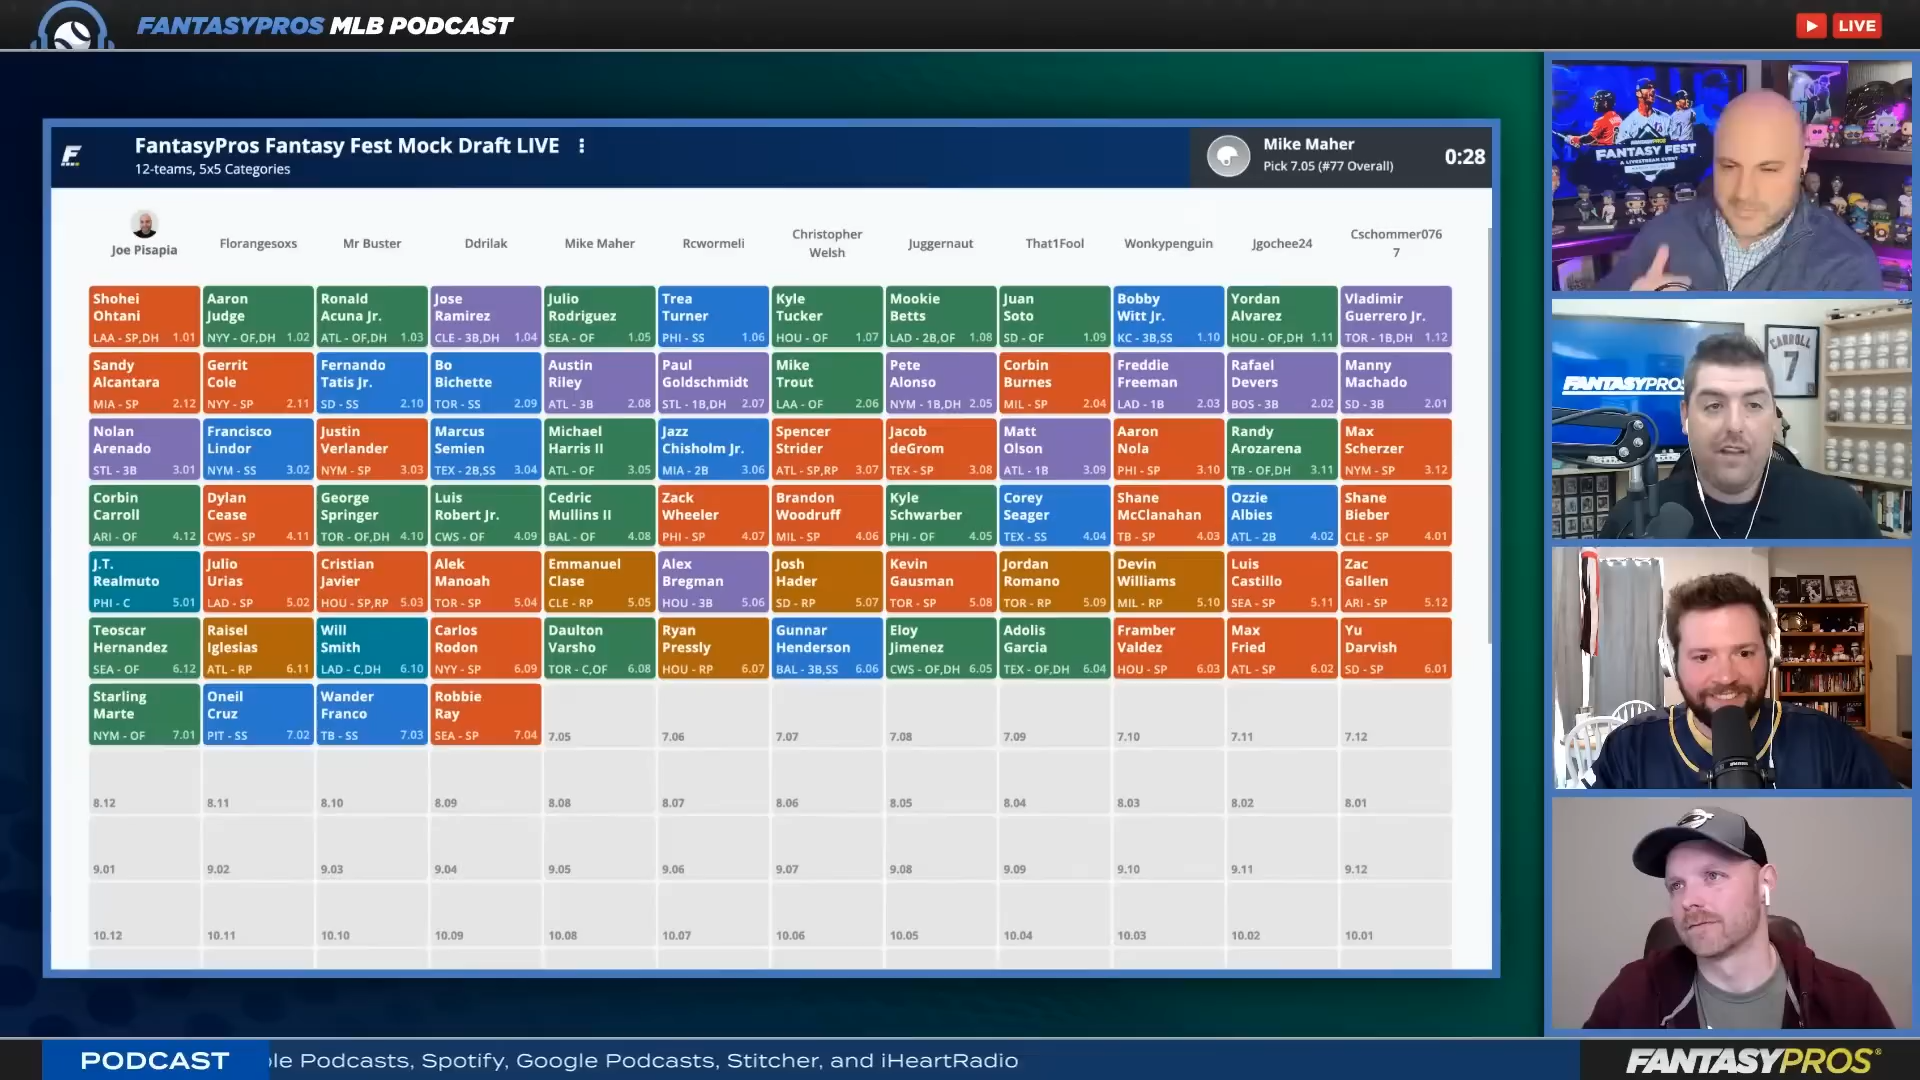 FANTASYPROS MLB PODCAST
LIVE
FantasyPros Fantasy Fest Mock Draft LIVE
12-teams, 5x5 Categories
Mike Maher
Pick 7.05 (#77 Overall)
0:28
Joe Pisapia
Florangesoxs
Mr Buster
Ddrilak
Mike Maher
Rcwormeli
Christopher
Welsh
Juggernaut
That1Fool
Wonkypenguin
Jgochee24
Cschommer076
7
Shohei Ohtani LAA - SP,DH 1.01
Aaron Judge NYY - OF,DH 1.02
Ronald Acuna Jr. ATL - OF,DH 1.03
Jose Ramirez CLE - 3B,DH 1.04
Julio Rodriguez SEA - OF 1.05
Trea Turner PHI - SS 1.06
Kyle Tucker HOU - OF 1.07
Mookie Betts LAD - 2B,OF 1.08
Juan Soto SD - OF 1.09
Bobby Witt Jr. KC - 3B,SS 1.10
Yordan Alvarez HOU - OF,DH 1.11
Vladimir Guerrero Jr. TOR - 1B,DH 1.12
Sandy Alcantara MIA - SP 2.12
Gerrit Cole NYY - SP 2.11
Fernando Tatis Jr. SD - SS 2.10
Bo Bichette TOR - SS 2.09
Austin Riley ATL - 3B 2.08
Paul Goldschmidt STL - 1B,DH 2.07
Mike Trout LAA - OF 2.06
Pete Alonso NYM - 1B,DH 2.05
Corbin Burnes MIL - SP 2.04
Freddie Freeman LAD - 1B 2.03
Rafael Devers BOS - 3B 2.02
Manny Machado SD - 3B 2.01
Nolan Arenado STL - 3B 3.01
Francisco Lindor NYM - SS 3.02
Justin Verlander NYM - SP 3.03
Marcus Semien TEX - 2B,SS 3.04
Michael Harris II ATL - OF 3.05
Jazz Chisholm Jr. MIA - 2B 3.06
Spencer Strider ATL - SP,RP 3.07
Jacob deGrom TEX - SP 3.08
Matt Olson ATL - 1B 3.09
Aaron Nola PHI - SP 3.10
Randy Arozarena TB - OF,DH 3.11
Max Scherzer NYM - SP 3.12
Corbin Carroll ARI - OF 4.12
Dylan Cease CWS - SP 4.11
George Springer TOR - OF,DH 4.10
Luis Robert Jr. CWS - OF 4.09
Cedric Mullins II BAL - OF 4.08
Zack Wheeler PHI - SP 4.07
Brandon Woodruff MIL - SP 4.06
Kyle Schwarber PHI - OF 4.05
Corey Seager TEX - SS 4.04
Shane McClanahan TB - SP 4.03
Ozzie Albies ATL - 2B 4.02
Shane Bieber CLE - SP 4.01
J.T. Realmuto PHI - C 5.01
Julio Urias LAD - SP 5.02
Cristian Javier HOU - SP,RP 5.03
Alek Manoah TOR - SP 5.04
Emmanuel Clase CLE - RP 5.05
Alex Bregman HOU - 3B 5.06
Josh Hader SD - RP 5.07
Kevin Gausman TOR - SP 5.08
Jordan Romano TOR - RP 5.09
Devin Williams MIL - RP 5.10
Luis Castillo SEA - SP 5.11
Zac Gallen ARI - SP 5.12
Teoscar Hernandez SEA - OF 6.12
Raisel Iglesias ATL - RP 6.11
Will Smith LAD - C,DH 6.10
Carlos Rodon NYY - SP 6.09
Daulton Varsho TOR - C,OF 6.08
Ryan Pressly HOU - RP 6.07
Gunnar Henderson BAL - 3B,SS 6.06
Eloy Jimenez CWS - OF,DH 6.05
Adolis Garcia TEX - OF,DH 6.04
Framber Valdez HOU - SP 6.03
Max Fried ATL - SP 6.02
Yu Darvish SD - SP 6.01
Starling Marte NYM - OF 7.01
Oneil Cruz PIT - SS 7.02
Wander Franco TB - SS 7.03
Robbie Ray SEA - SP 7.04
7.05 7.06 7.07 7.08 7.09 7.10 7.11 7.12
8.12 8.11 8.10 8.09 8.08 8.07 8.06 8.05 8.04 8.03 8.02 8.01
9.01 9.02 9.03 9.04 9.05 9.06 9.07 9.08 9.09 9.10 9.11 9.12
10.12 10.11 10.10 10.09 10.08 10.07 10.06 10.05 10.04 10.03 10.02 10.01
FANTASY FEST
A LIVESTREAM EVENT
FANTASYPROS
CARROLL
7
PODCAST
ple Podcasts, Spotify, Google Podcasts, Stitcher, and iHeartRadio
FANTASYPROS